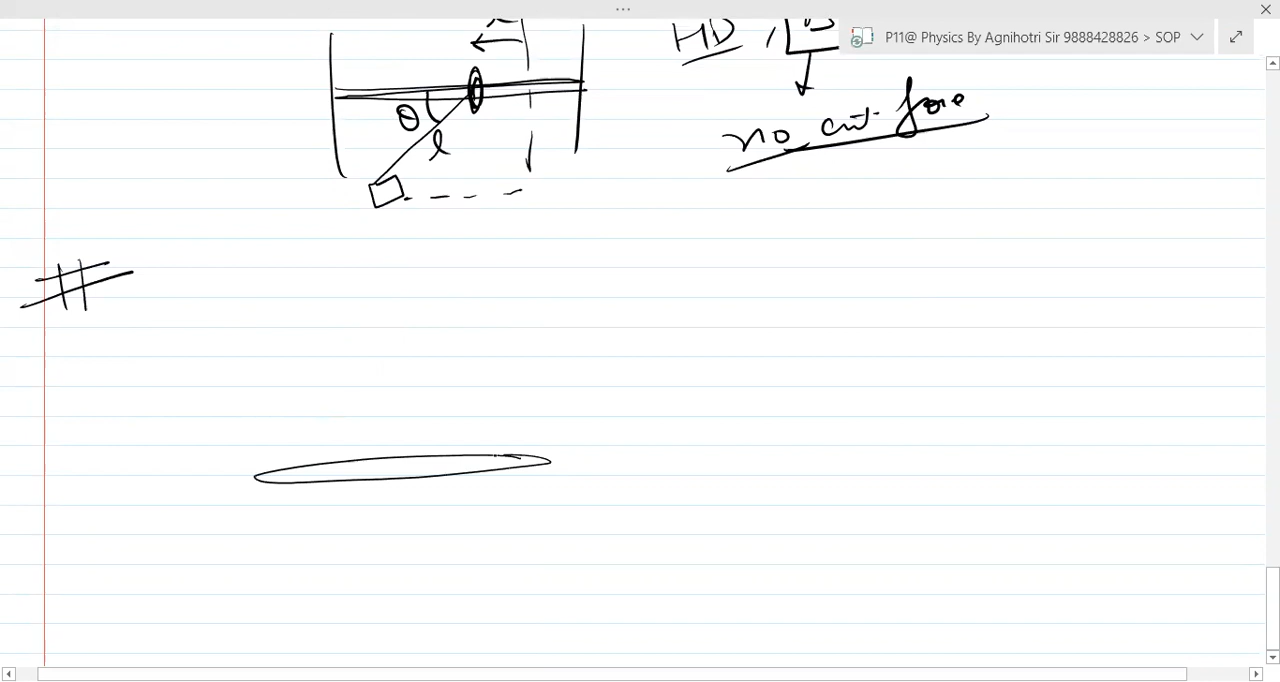 P11@ Physics By Agnihotri Sir 9888428826 > SOP
HD,
no ext. force
θ
l
#